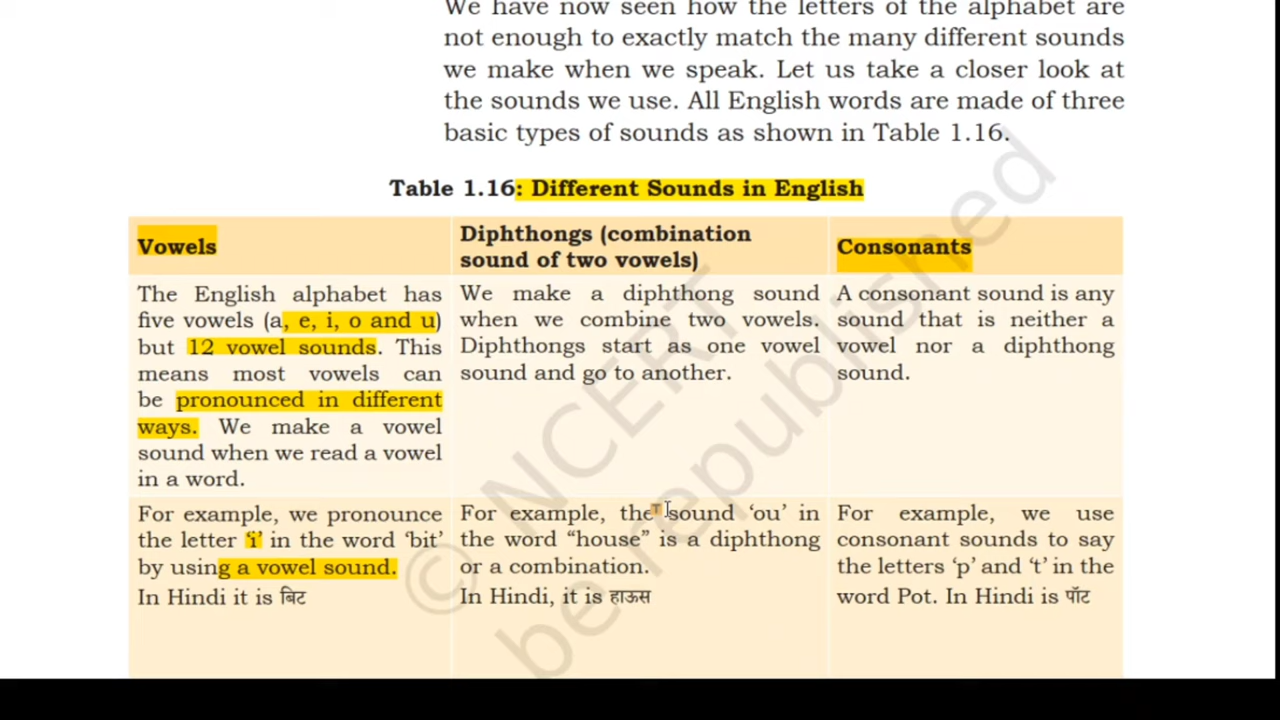 We have now seen how the letters of the alphabet are
not enough to exactly match the many different sounds
we make when we speak. Let us take a closer look at
the sounds we use. All English words are made of three
basic types of sounds as shown in Table 1.16.
Table 1.16: Different Sounds in English
Vowels
Diphthongs (combination
sound of two vowels)
Consonants
The English alphabet has
five vowels (a, e, i, o and u)
but 12 vowel sounds. This
means most vowels can
be pronounced in different
ways. We make a vowel
sound when we read a vowel
in a word.
We make a diphthong sound
when we combine two vowels.
Diphthongs start as one vowel
sound and go to another.
A consonant sound is any
sound that is neither a
vowel nor a diphthong
sound.
For example, we pronounce
the letter ‘i’ in the word ‘bit’
by using a vowel sound.
In Hindi it is बिट
For example, the sound ‘ou’ in
the word “house” is a diphthong
or a combination.
In Hindi, it is हाऊस
For example, we use
consonant sounds to say
the letters ‘p’ and ‘t’ in the
word Pot. In Hindi is पॉट
© NCERT
be republished